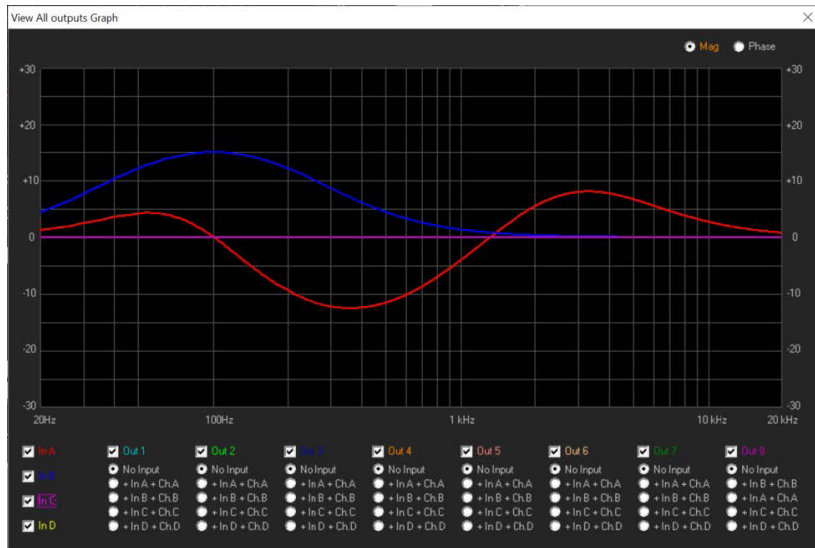 View All outputs Graph
Mag Phase
+30 +30
+20 +20
+10 +10
0 0
-10 -10
-20 -20
-30 -30
20Hz 100Hz 1 kHz 10 kHz 20 kHz
In A Out 1 Out 2 Out 3 Out 4 Out 5 Out 6 Out 7 Out 8
No Input No Input No Input No Input No Input No Input No Input No Input
In B + In A + Ch.A + In A + Ch.A + In A + Ch.A + In A + Ch.A + In A + Ch.A + In A + Ch.A + In A + Ch.A + In B + Ch.B
+ In B + Ch.B + In B + Ch.B + In B + Ch.B + In B + Ch.B + In B + Ch.B + In B + Ch.B + In B + Ch.B + In A + Ch.A
In C + In C + Ch.C + In C + Ch.C + In C + Ch.C + In C + Ch.C + In C + Ch.C + In C + Ch.C + In C + Ch.C + In C + Ch.C
In D + In D + Ch.D + In D + Ch.D + In D + Ch.D + In D + Ch.D + In D + Ch.D + In D + Ch.D + In D + Ch.D + In D + Ch.D